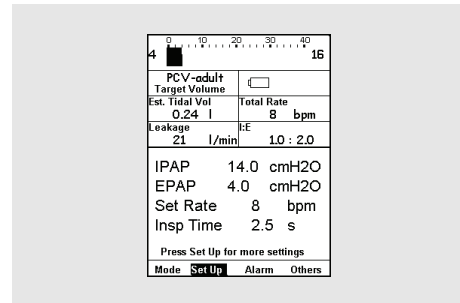 0 10 20 30 40
4 16
PCV-adult
Target Volume
Est. Tidal Vol Total Rate
0.24 l 8 bpm
Leakage I:E
21 l/min 1.0 : 2.0
IPAP 14.0 cmH2O
EPAP 4.0 cmH2O
Set Rate 8 bpm
Insp Time 2.5 s
Press Set Up for more settings
Mode Set Up Alarm Others